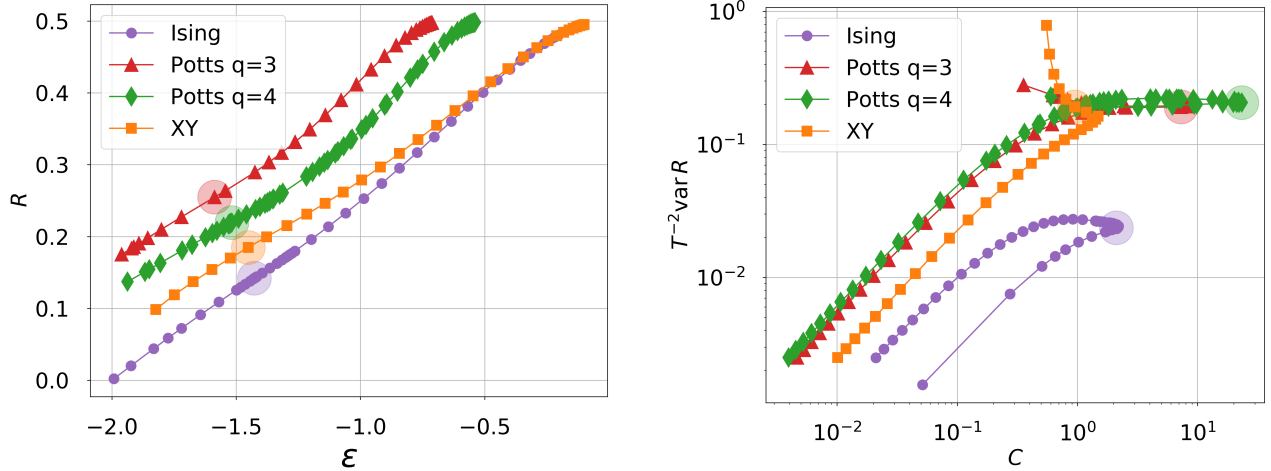 0.5
0.4
0.3
0.2
0.1
0.0
R
−2.0 −1.5 −1.0 −0.5
ε
Ising
Potts q=3
Potts q=4
XY
10⁰
10⁻¹
10⁻²
T⁻² var R
10⁻² 10⁻¹ 10⁰ 10¹
C
Ising
Potts q=3
Potts q=4
XY